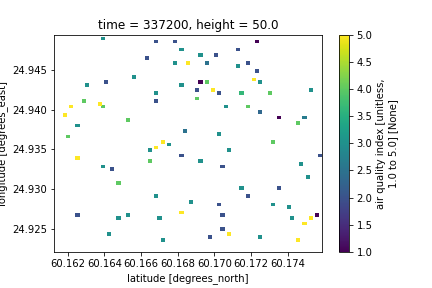 time = 337200, height = 50.0
24.945
24.940
24.935
24.930
24.925
longitude [degrees_east]
60.162 60.164 60.166 60.168 60.170 60.172 60.174
latitude [degrees_north]
5.0
4.5
4.0
3.5
3.0
2.5
2.0
1.5
1.0
air quality index [unitless,
1.0 to 5.0] [None]